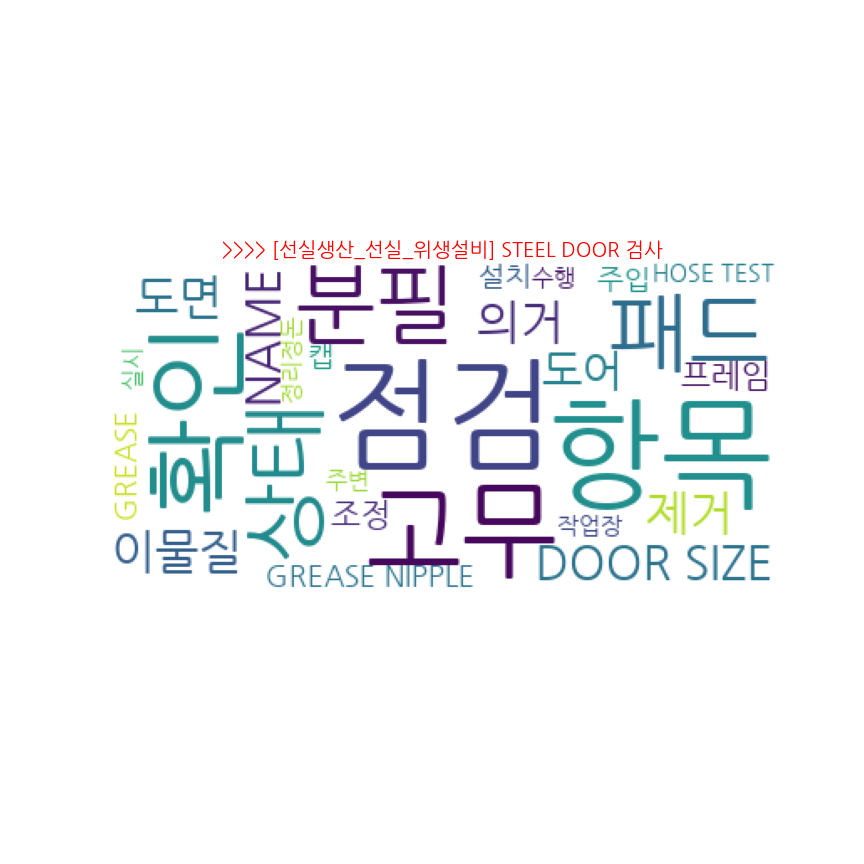 >>>> [선실생산_선실_위생설비] STEEL DOOR 검사
도면
NAME
분필
설치
수행
주입
HOSE TEST
확인
실시
정리정돈
캡
의거
패드
도어
프레임
점검
항목
GREASE
상태
주변
조정
고무
작업장
제거
이물질
GREASE NIPPLE
DOOR SIZE